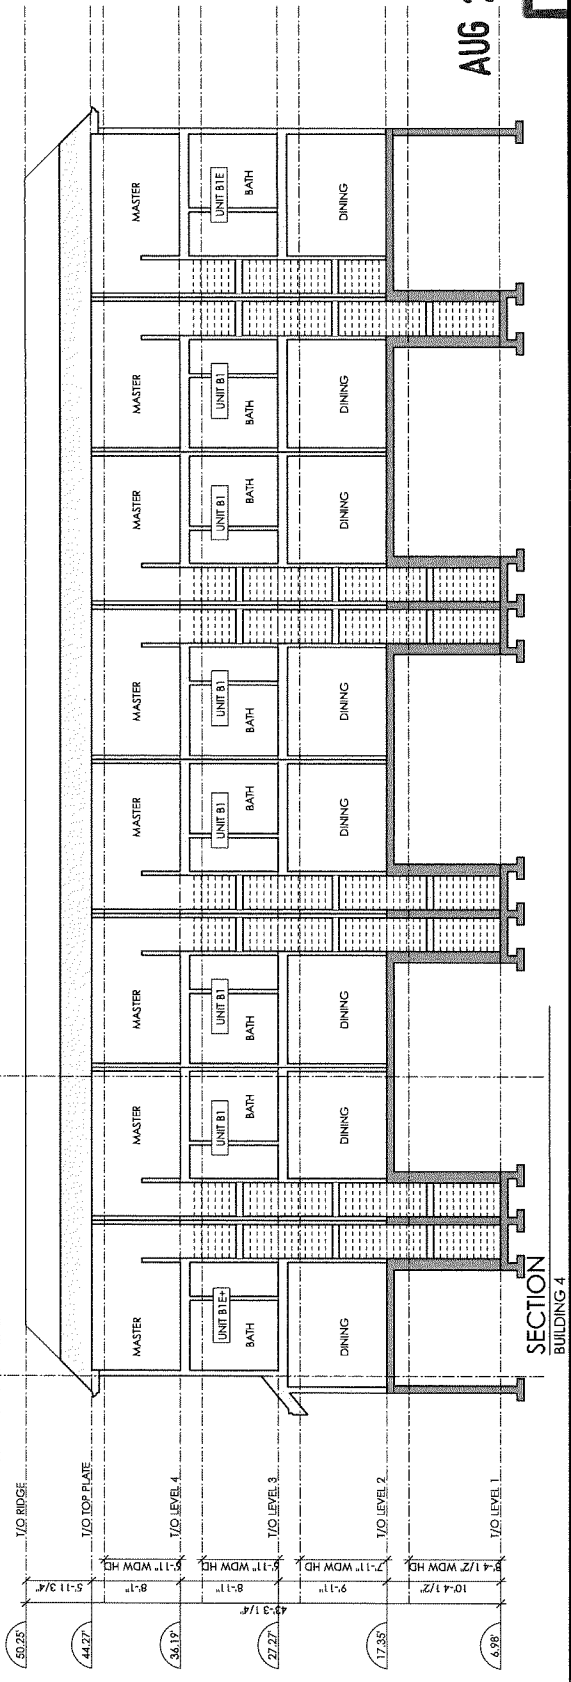 AUG
MASTER
MASTER
MASTER
MASTER
MASTER
MASTER
MASTER
MASTER
UNIT B1E+
BATH
UNIT B1
BATH
UNIT B1
BATH
UNIT B1
BATH
UNIT B1
BATH
UNIT B1
BATH
UNIT B1
BATH
UNIT B1E
BATH
DINING
DINING
DINING
DINING
DINING
DINING
DINING
DINING
50.25' T/O RIDGE
5'-11 3/4"
44.27' T/O TOP PLATE
8'-1"
6'-11" WDW HD
36.19' T/O LEVEL 4
8'-11"
6'-11" WDW HD
27.27' T/O LEVEL 3
43'-3 1/4"
9'-11"
7'-11" WDW HD
17.35' T/O LEVEL 2
10'-4 1/2"
8'-4 1/2" WDW HD
6.98' T/O LEVEL 1
SECTION
BUILDING 4